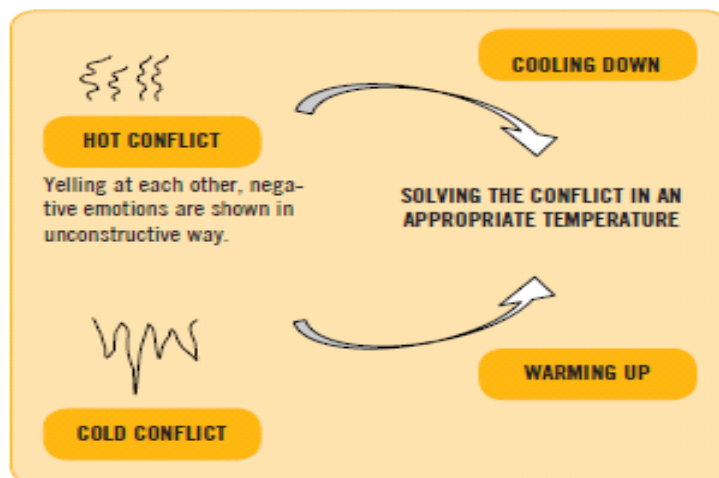 COOLING DOWN
HOT CONFLICT
Yelling at each other, nega-
tive emotions are shown in
unconstructive way.
SOLVING THE CONFLICT IN AN
APPROPRIATE TEMPERATURE
WARMING UP
COLD CONFLICT